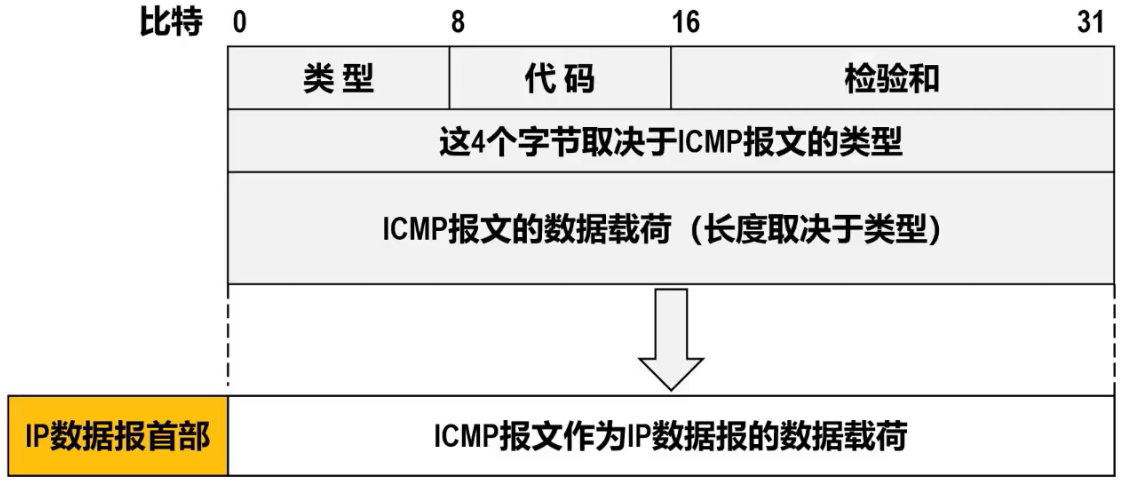 比特 0 8 16 31
类 型 代 码 检验和
这4个字节取决于ICMP报文的类型
ICMP报文的数据载荷（长度取决于类型）
IP数据报首部 ICMP报文作为IP数据报的数据载荷